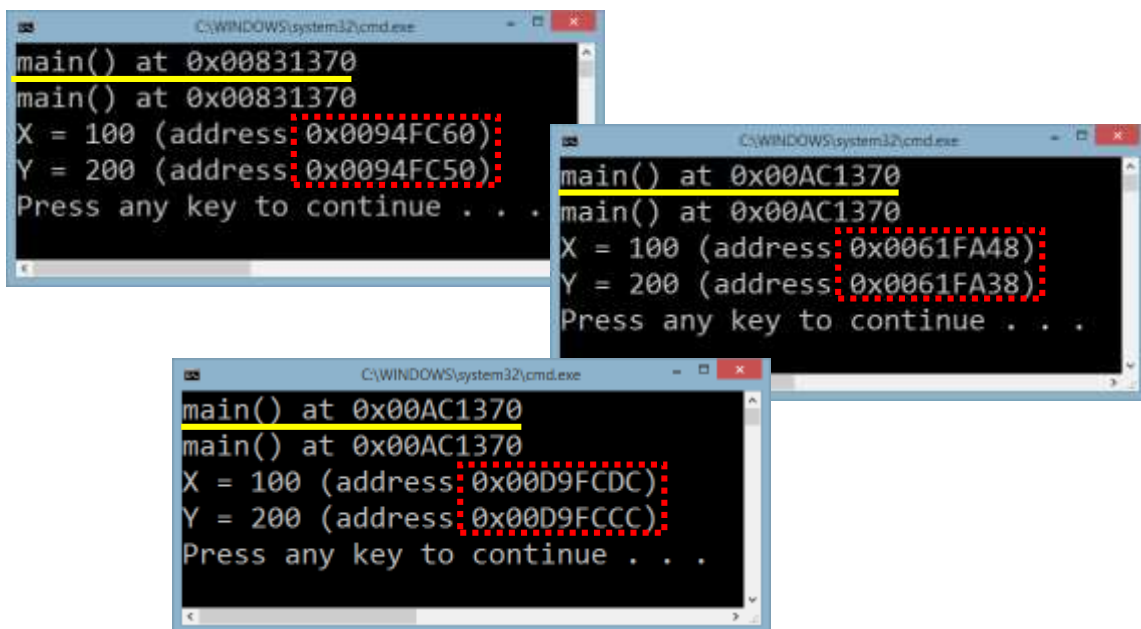 C:\WINDOWS\system32\cmd.exe
main() at 0x00831370
main() at 0x00831370
X = 100 (address 0x0094FC60)
Y = 200 (address 0x0094FC50)
Press any key to continue . . .
C:\WINDOWS\system32\cmd.exe
main() at 0x00AC1370
main() at 0x00AC1370
X = 100 (address 0x0061FA48)
Y = 200 (address 0x0061FA38)
Press any key to continue . . .
C:\WINDOWS\system32\cmd.exe
main() at 0x00AC1370
main() at 0x00AC1370
X = 100 (address 0x00D9FCDC)
Y = 200 (address 0x00D9FCCC)
Press any key to continue . . .